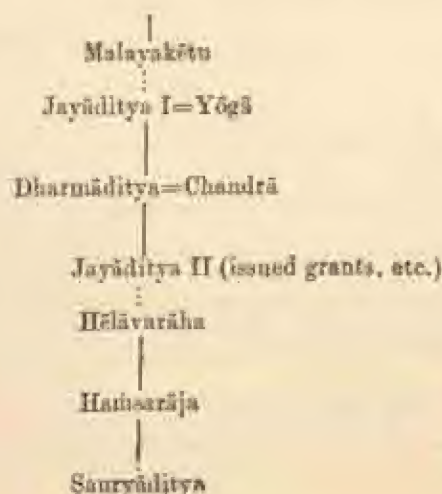 Malayakētu
Jayāditya I=Yōgā
Dharmāditya=Chandrā
Jayāditya II (issued grants, etc.)
Hēlāvarāha
Haṁsarāja
Sauryāditya